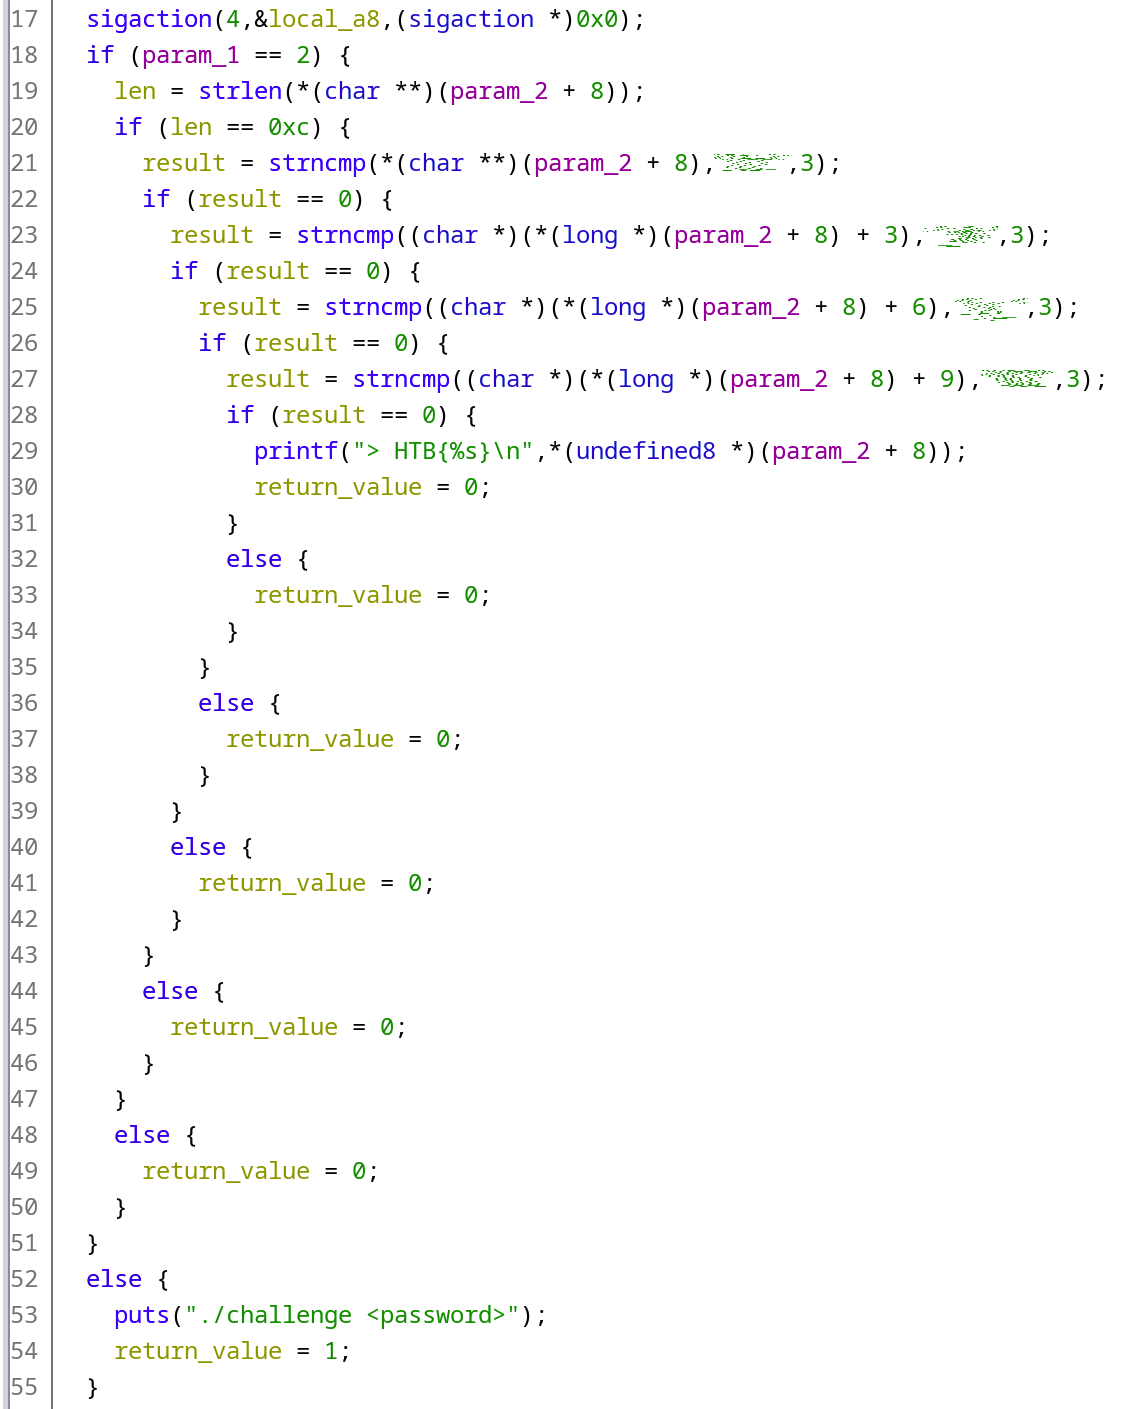 17 sigaction(4,&local_a8,(sigaction *)0x0);
18 if (param_1 == 2) {
19 len = strlen(*(char **)(param_2 + 8));
20 if (len == 0xc) {
21 result = strncmp(*(char **)(param_2 + 8), ,3);
22 if (result == 0) {
23 result = strncmp((char *)(*(long *)(param_2 + 8) + 3), ,3);
24 if (result == 0) {
25 result = strncmp((char *)(*(long *)(param_2 + 8) + 6), ,3);
26 if (result == 0) {
27 result = strncmp((char *)(*(long *)(param_2 + 8) + 9), ,3);
28 if (result == 0) {
29 printf("> HTB{%s}\n",*(undefined8 *)(param_2 + 8));
30 return_value = 0;
31 }
32 else {
33 return_value = 0;
34 }
35 }
36 else {
37 return_value = 0;
38 }
39 }
40 else {
41 return_value = 0;
42 }
43 }
44 else {
45 return_value = 0;
46 }
47 }
48 else {
49 return_value = 0;
50 }
51 }
52 else {
53 puts("./challenge <password>");
54 return_value = 1;
55 }